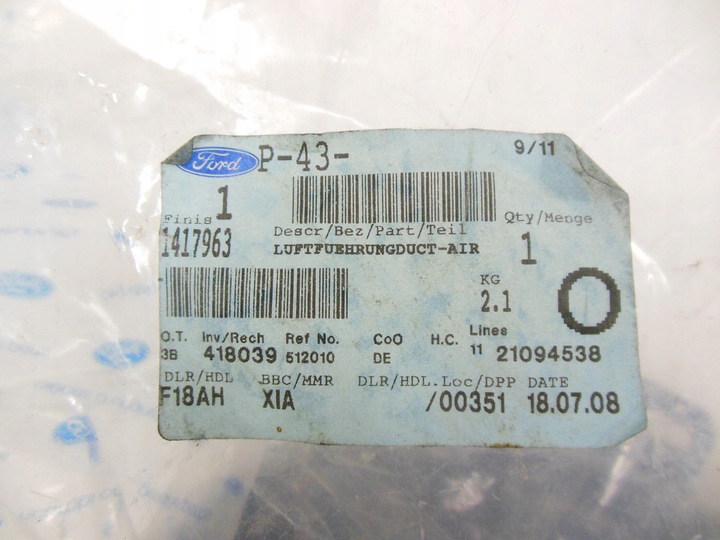 Ford P-43- 9/11
1
Finis Descr/Bez/Part/Teil Qty/Menge
1417963 LUFTFUEHRUNGDUCT-AIR 1
KG
2.1
O.T. Inv/Rech Ref No. CoO H.C. Lines
3B 418039 512010 DE 11 21094538
DLR/HDL BBC/MMR DLR/HDL.Loc/DPP DATE
F18AH XIA /00351 18.07.08